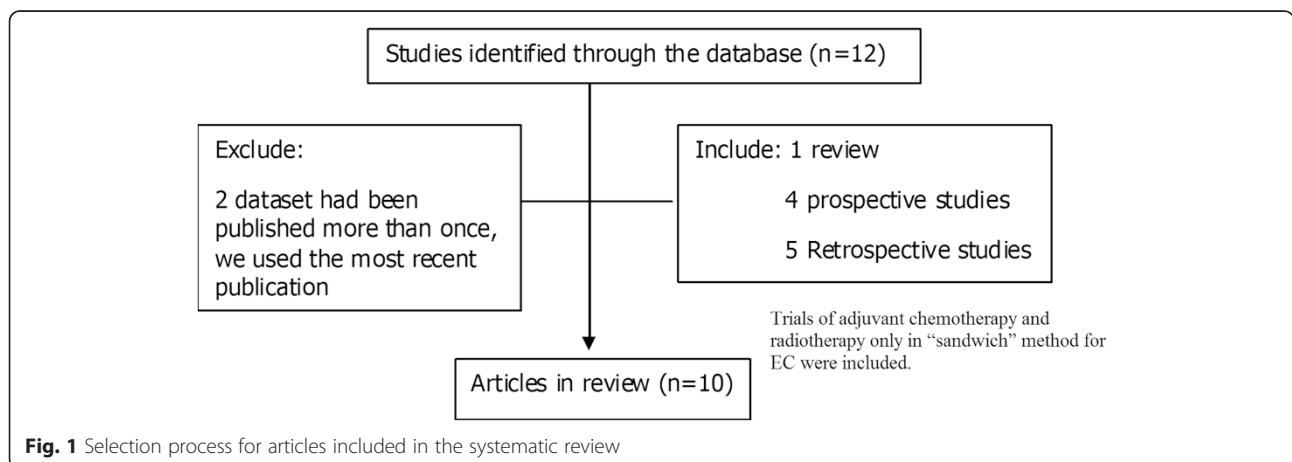 Studies identified through the database (n=12)
Exclude:
2 dataset had been
published more than once,
we used the most recent
publication
Include: 1 review
4 prospective studies
5 Retrospective studies
Trials of adjuvant chemotherapy and
radiotherapy only in “sandwich” method for
EC were included.
Articles in review (n=10)
Fig. 1 Selection process for articles included in the systematic review